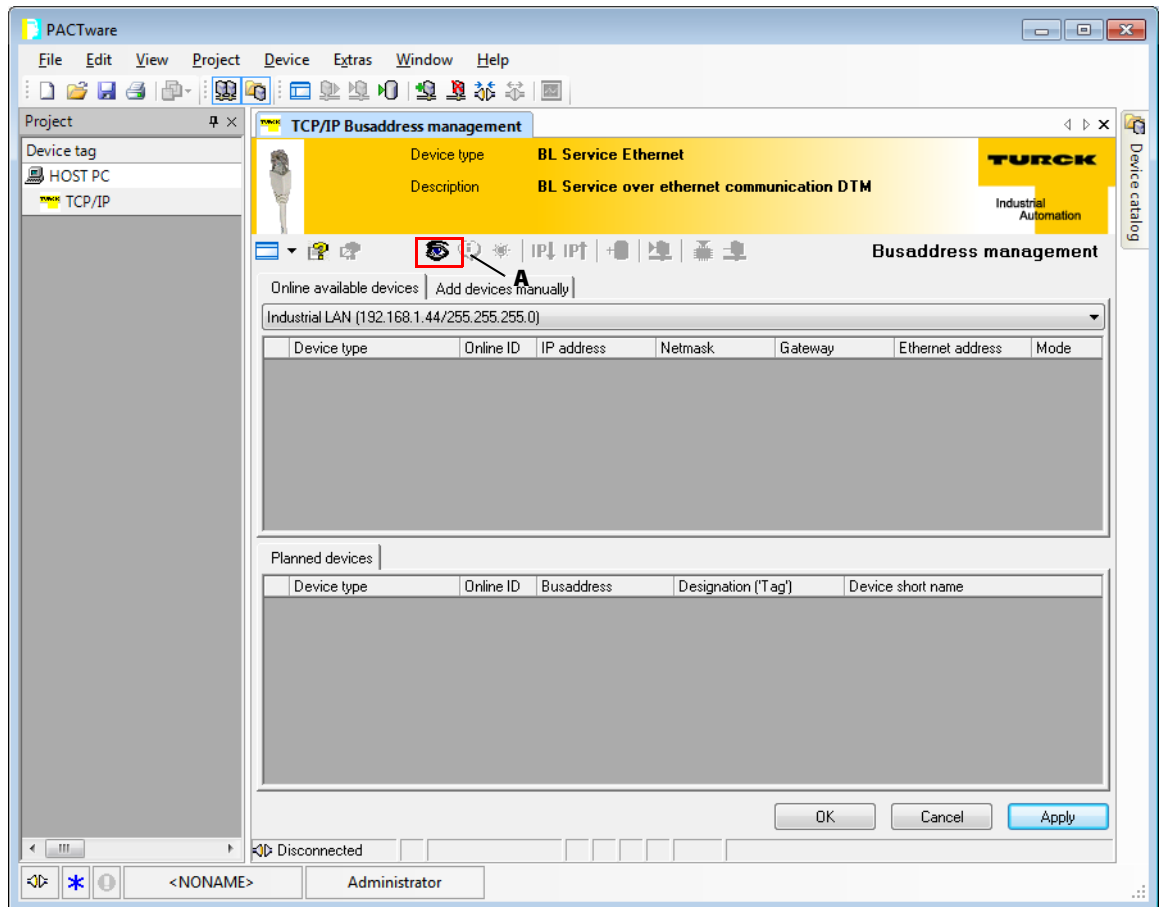 PACTware
File Edit View Project Device Extras Window Help
Project
Device tag
HOST PC
TURCK TCP/IP
TURCK TCP/IP Busaddress management
Device type BL Service Ethernet
Description BL Service over ethernet communication DTM
TURCK
Industrial
Automation
IP IP Busaddress management
A
Online available devices Add devices manually
Industrial LAN (192.168.1.44/255.255.255.0)
Device type Online ID IP address Netmask Gateway Ethernet address Mode
Planned devices
Device type Online ID Busaddress Designation ('Tag') Device short name
OK Cancel Apply
Disconnected
<NONAME> Administrator
Device catalog